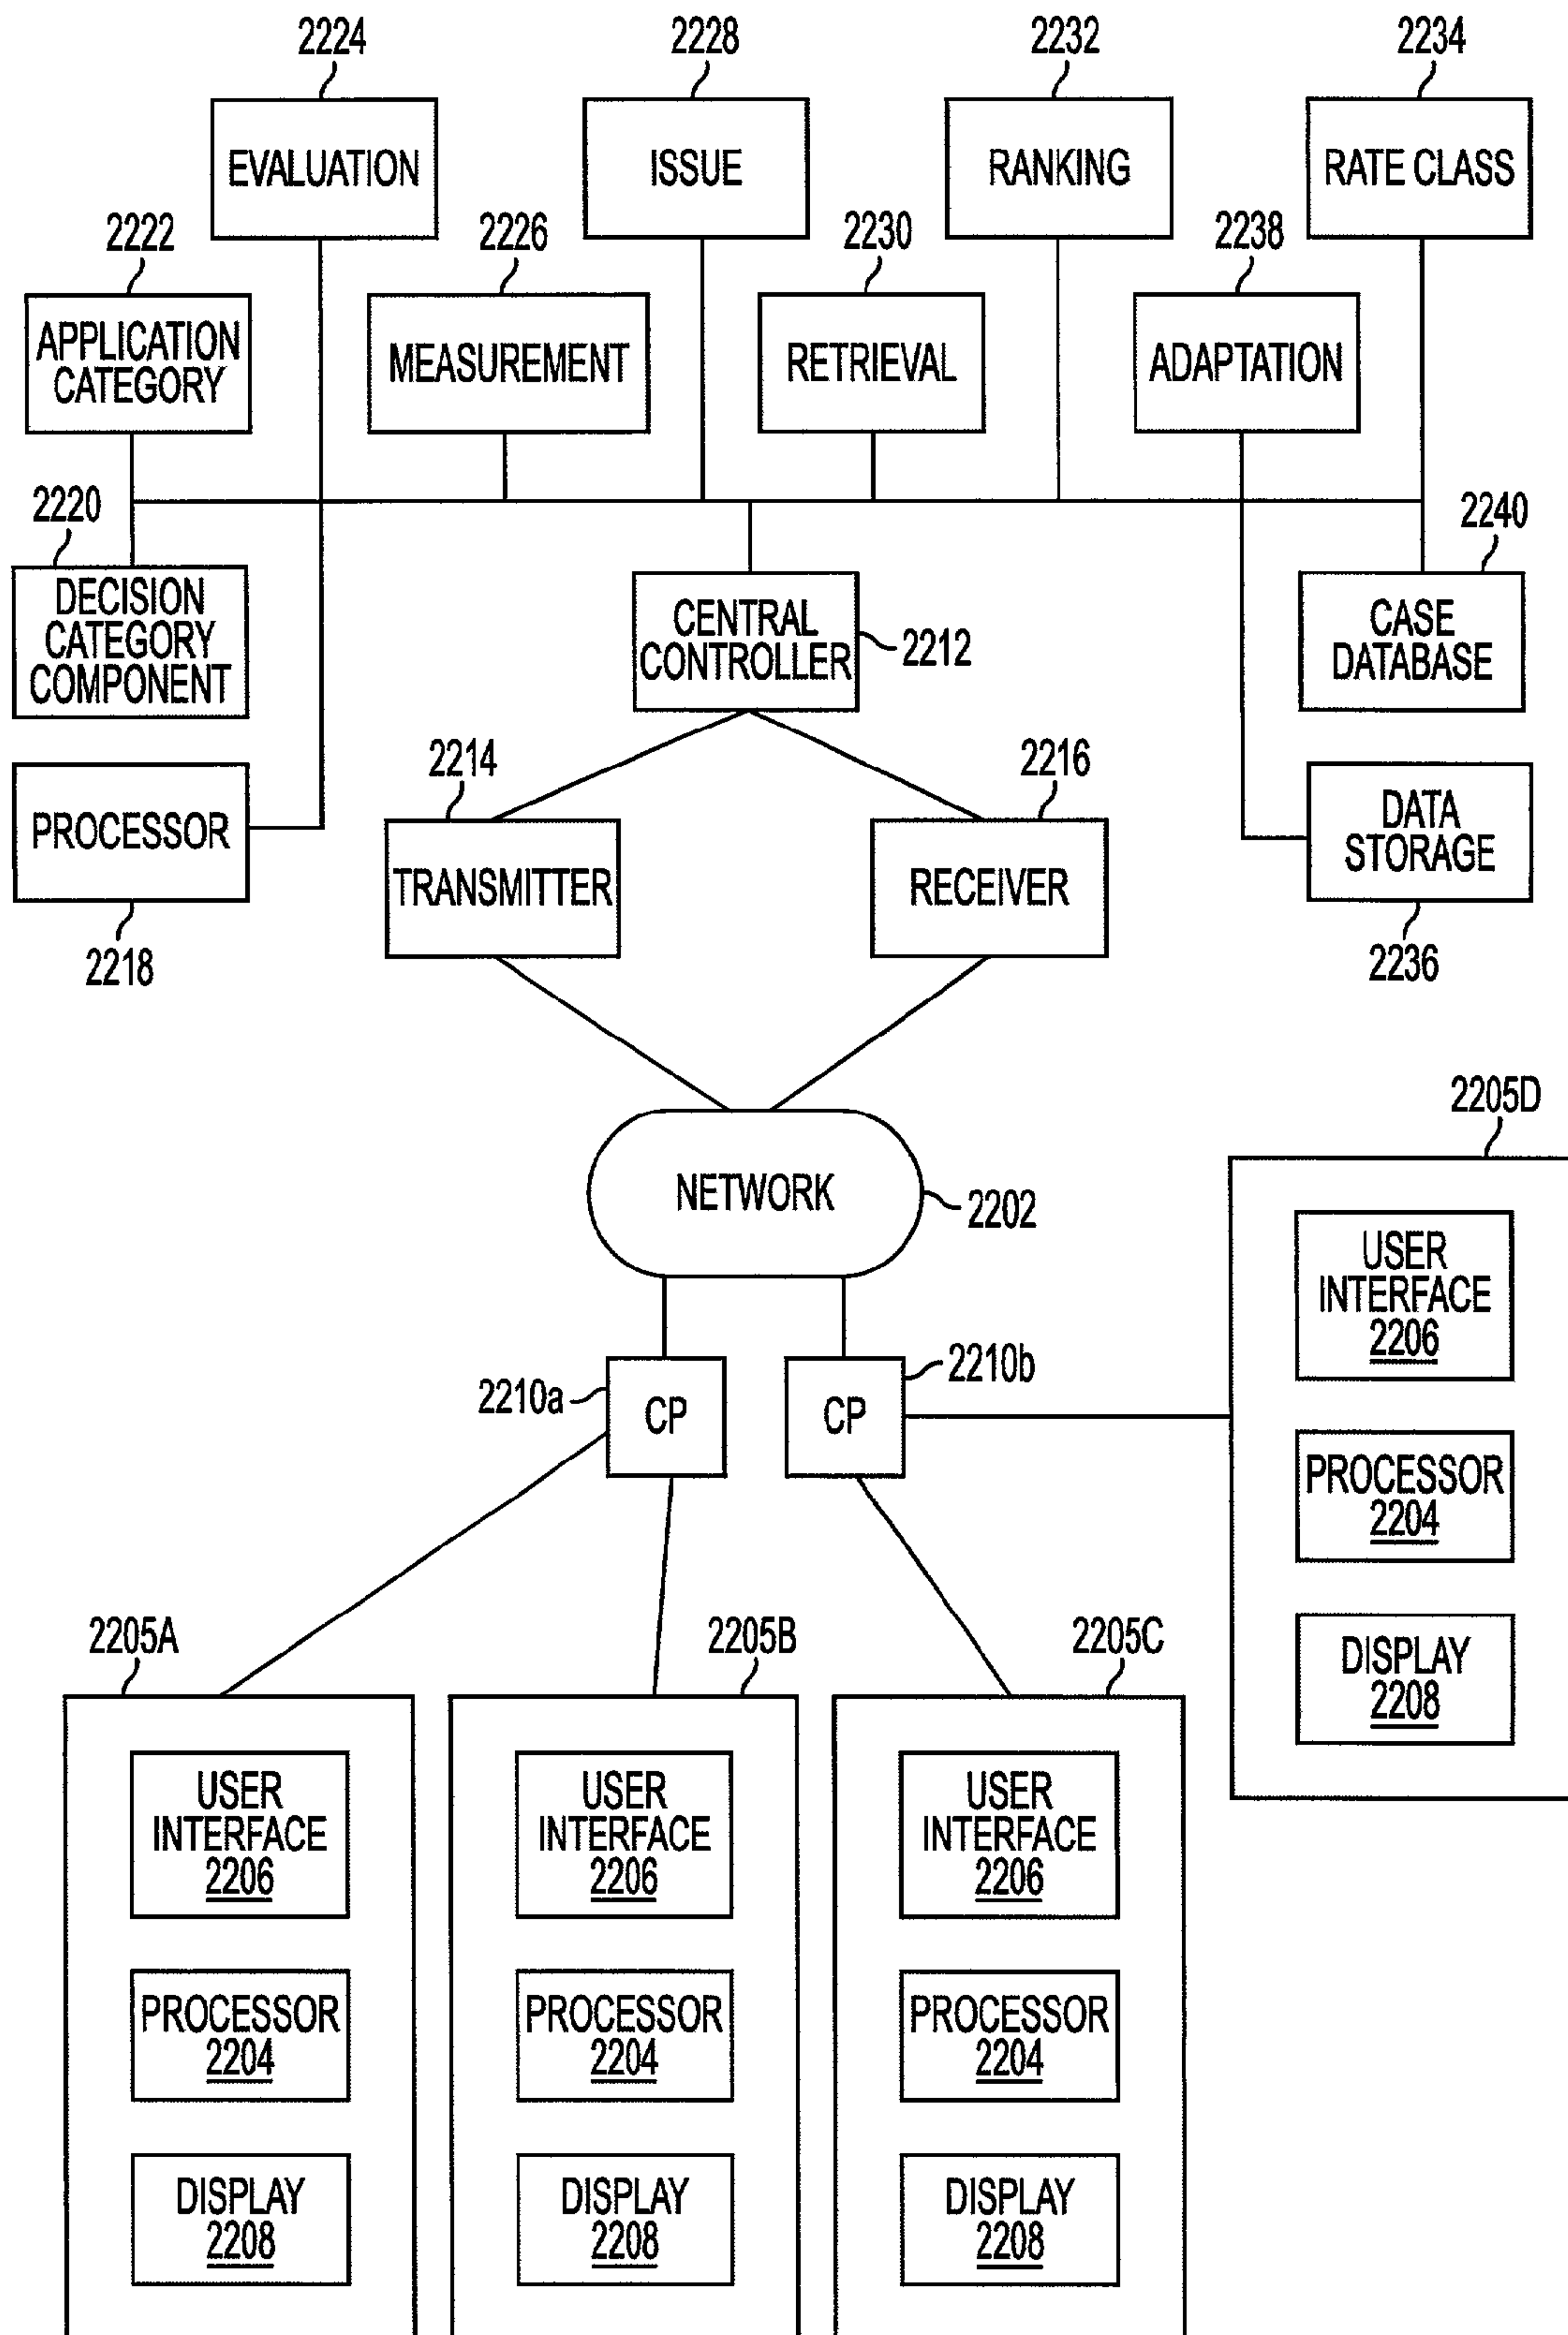 2224
2228
2232
2234
EVALUATION
ISSUE
RANKING
RATE CLASS
2222
2226
2230
2238
APPLICATION
CATEGORY
MEASUREMENT
RETRIEVAL
ADAPTATION
2220
2240
DECISION
CATEGORY
COMPONENT
CENTRAL
CONTROLLER
2212
CASE
DATABASE
2214
2216
PROCESSOR
TRANSMITTER
RECEIVER
DATA
STORAGE
2218
2236
2205D
NETWORK
2202
USER
INTERFACE
2206
2210a
CP
CP
2210b
PROCESSOR
2204
DISPLAY
2208
2205A
2205B
2205C
USER
INTERFACE
2206
PROCESSOR
2204
DISPLAY
2208
USER
INTERFACE
2206
PROCESSOR
2204
DISPLAY
2208
USER
INTERFACE
2206
PROCESSOR
2204
DISPLAY
2208